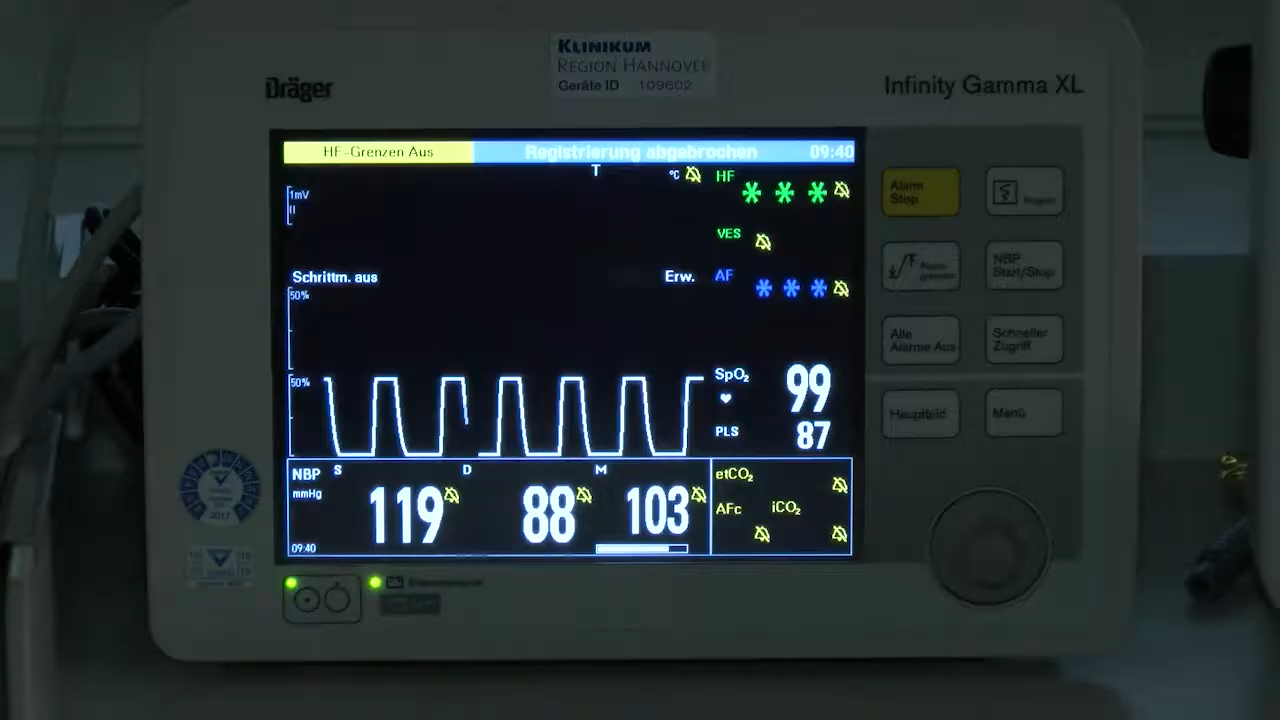 KLINIKUM
REGION HANNOVER
Geräte ID 109602
Dräger
Infinity Gamma XL
HF-Grenzen Aus
Registrierung abgebrochen
09:40
T
°C
HF
* * *
1mV
II
VES
Schrittm. aus
Erw.
AF
* * *
50%
50%
SpO₂
99
PLS
87
NBP
S
D
M
mmHg
119
88
103
09:40
etCO₂
AFc
iCO₂
Alarm
Stop
NBP
Start/Stop
Alle
Alarme Aus
Schneller
Zugriff
Hauptbild
Menü
2017